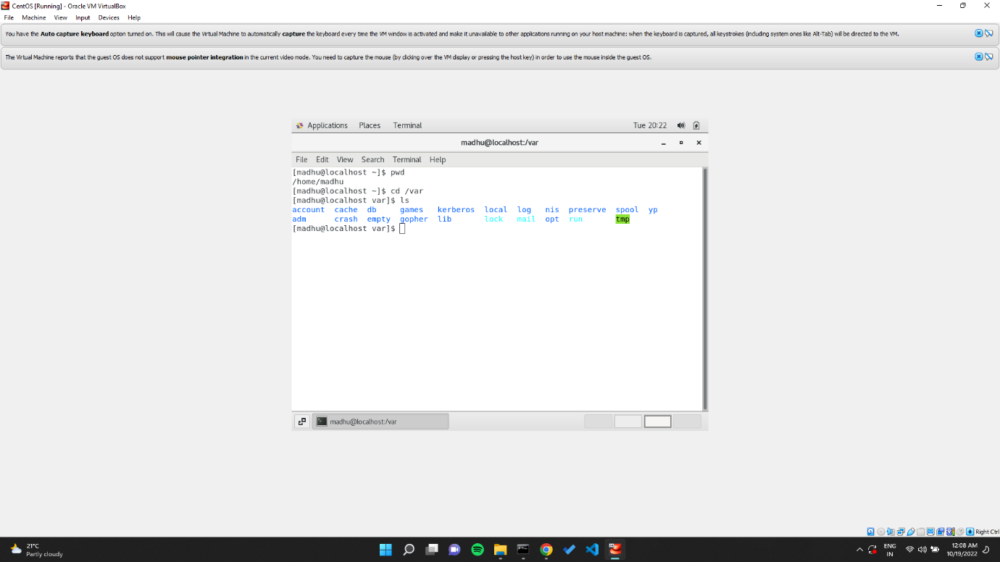 CentOS [Running] - Oracle VM VirtualBox
File Machine View Input Devices Help
You have the Auto capture keyboard option turned on. This will cause the Virtual Machine to automatically capture the keyboard every time the VM window is activated and make it unavailable to other applications running on your host machine: when the keyboard is captured, all keystrokes (including system ones like Alt-Tab) will be directed to the VM.
The Virtual Machine reports that the guest OS does not support mouse pointer integration in the current video mode. You need to capture the mouse (by clicking over the VM display or pressing the host key) in order to use the mouse inside the guest OS.
Applications Places Terminal Tue 20:22
madhu@localhost:/var
File Edit View Search Terminal Help
[madhu@localhost ~]$ pwd
/home/madhu
[madhu@localhost ~]$ cd /var
[madhu@localhost var]$ ls
account cache db games kerberos local log nis preserve spool yp
adm crash empty gopher lib lock mail opt run tmp
[madhu@localhost var]$
madhu@localhost:/var
Right Ctrl
21°C
Partly cloudy
ENG
IN
12:08 AM
10/19/2022